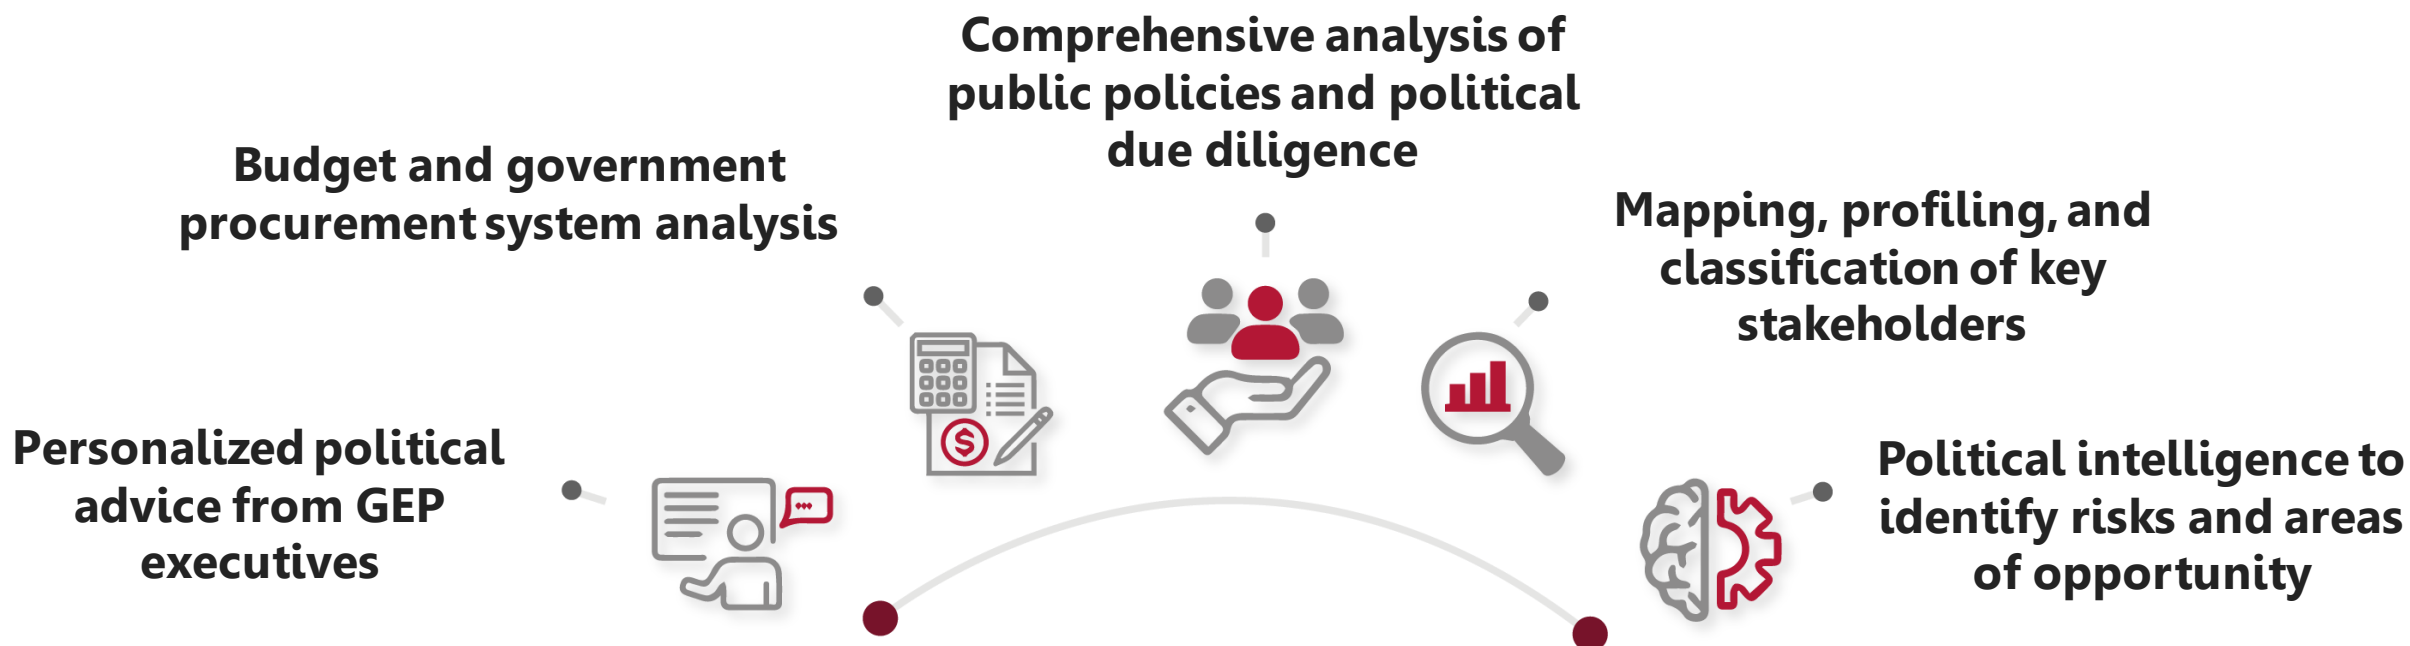 Personalized political
advice from GEP
executives
Budget and government
procurement system analysis
Comprehensive analysis of
public policies and political
due diligence
Mapping, profiling, and
classification of key
stakeholders
Political intelligence to
identify risks and areas
of opportunity
$